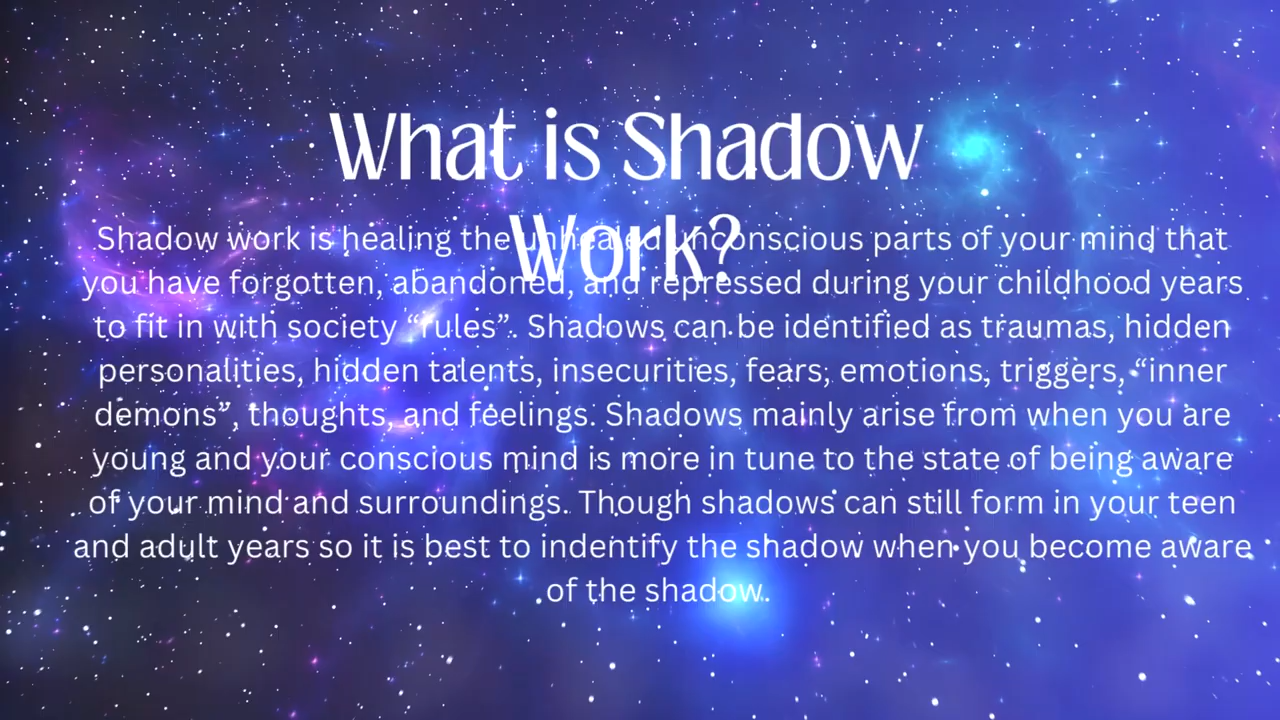 What is Shadow
Work?
Shadow work is healing the unhealed, unconscious parts of your mind that
you have forgotten, abandoned, and repressed during your childhood years
to fit in with society “rules”. Shadows can be identified as traumas, hidden
personalities, hidden talents, insecurities, fears, emotions, triggers, “inner
demons”, thoughts, and feelings. Shadows mainly arise from when you are
young and your conscious mind is more in tune to the state of being aware
of your mind and surroundings. Though shadows can still form in your teen
and adult years so it is best to indentify the shadow when you become aware
of the shadow.